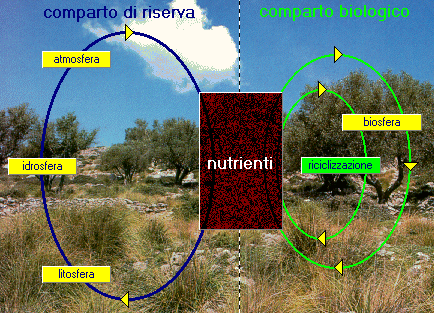 comparto di riserva
comparto biologico
atmosfera
biosfera
idrosfera
nutrienti
riciclizzazione
litosfera